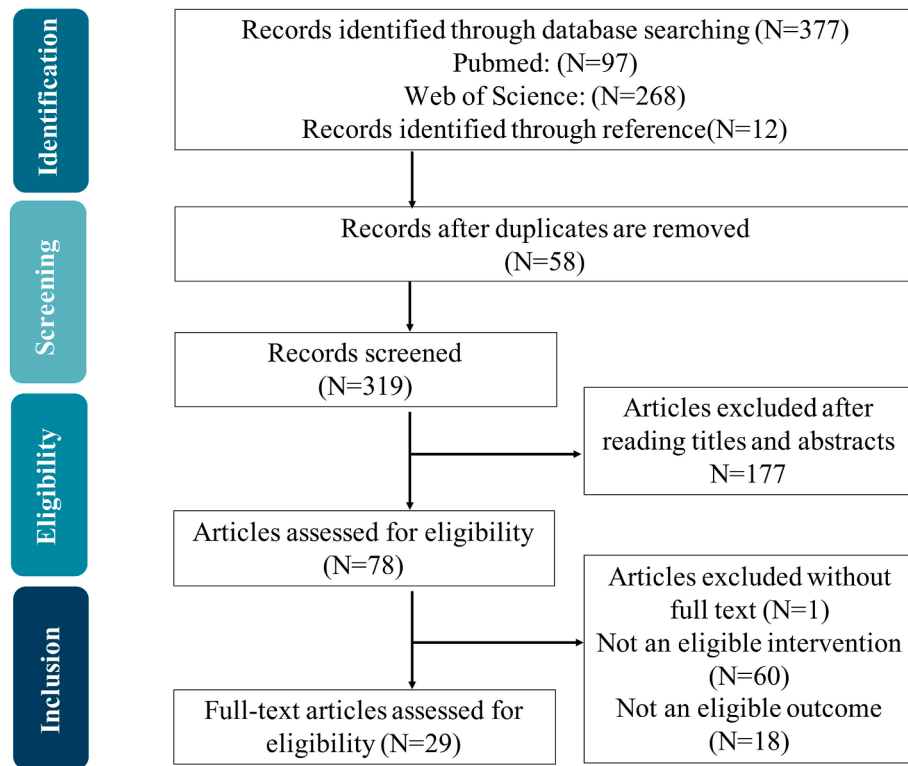 Identification
Records identified through database searching (N=377)
Pubmed: (N=97)
Web of Science: (N=268)
Records identified through reference(N=12)
Screening
Records after duplicates are removed
(N=58)
Records screened
(N=319)
Articles excluded after
reading titles and abstracts
N=177
Eligibility
Articles assessed for eligibility
(N=78)
Articles excluded without
full text (N=1)
Not an eligible intervention
(N=60)
Not an eligible outcome
(N=18)
Inclusion
Full-text articles assessed for
eligibility (N=29)